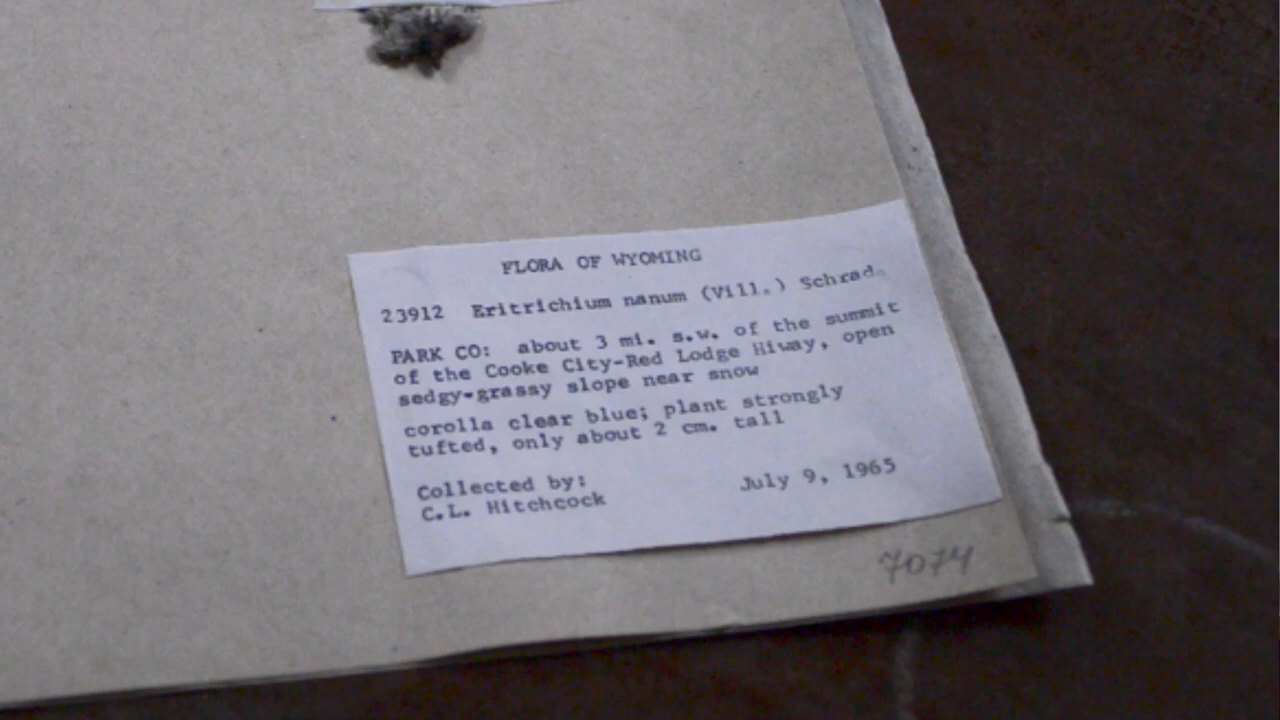 FLORA OF WYOMING
23912 Eritrichium nanum (Vill.) Schrad.
PARK CO: about 3 mi. s.w. of the summit
of the Cooke City-Red Lodge Hiway, open
sedgy-grassy slope near snow
corolla clear blue; plant strongly
tufted, only about 2 cm. tall
Collected by: July 9, 1965
C.L. Hitchcock
7074